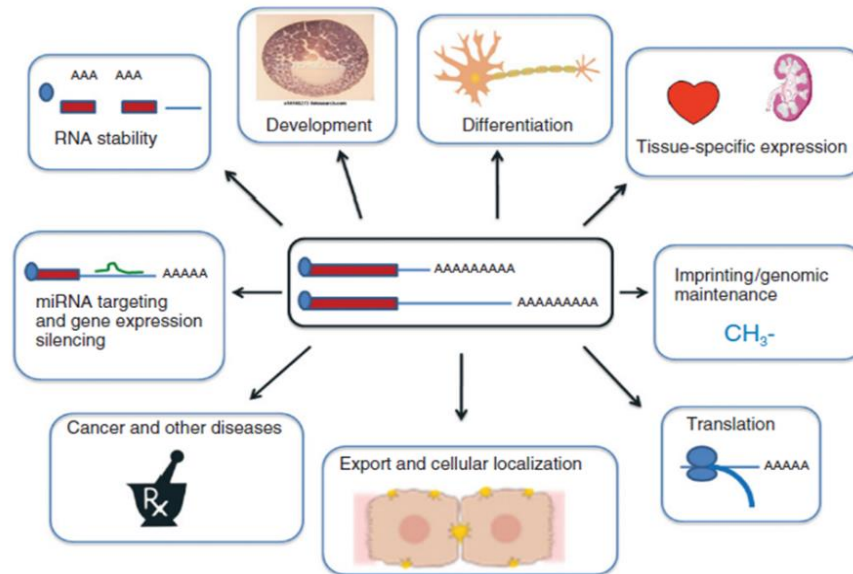 AAA AAA
RNA stability
Development
Differentiation
Tissue-specific expression
AAAAA
miRNA targeting
and gene expression
silencing
AAAAAAAAA
AAAAAAAAA
Imprinting/genomic
maintenance
CH3-
Cancer and other diseases
Rx
Export and cellular localization
Translation
AAAAA